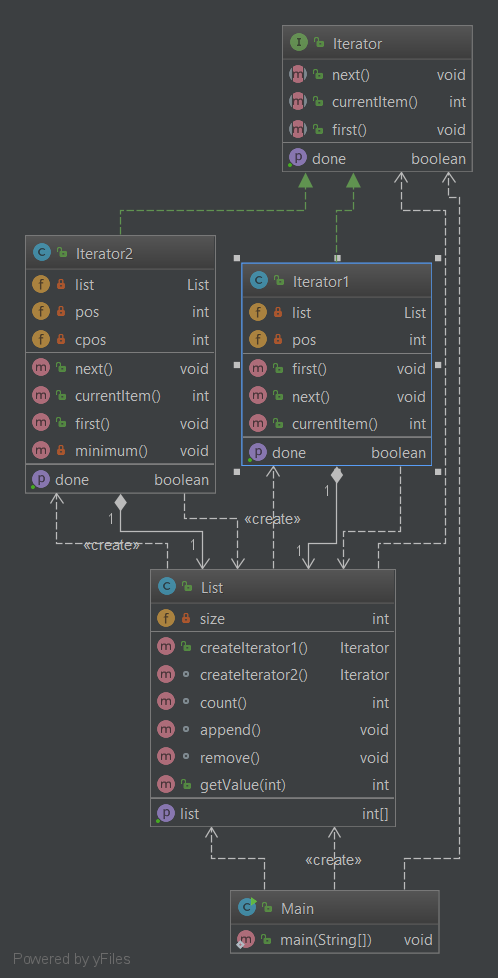 Iterator
next() void
currentItem() int
first() void
done boolean
Iterator2
list List
pos int
cpos int
next() void
currentItem() int
first() void
minimum() void
done boolean
Iterator1
list List
pos int
first() void
next() void
currentItem() int
done boolean
1
«create»
1
1
«create»
1
List
size int
createIterator1() Iterator
createIterator2() Iterator
count() int
append() void
remove() void
getValue(int) int
list int[]
«create»
Main
main(String[]) void
Powered by yFiles